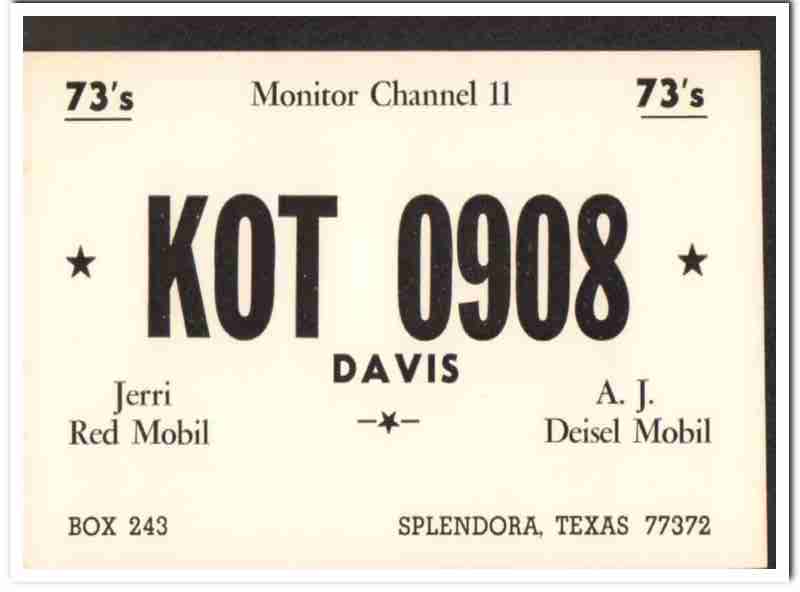 73's Monitor Channel 11 73's
KOT 0908
DAVIS
Jerri A. J.
Red Mobil Deisel Mobil
BOX 243 SPLENDORA, TEXAS 77372